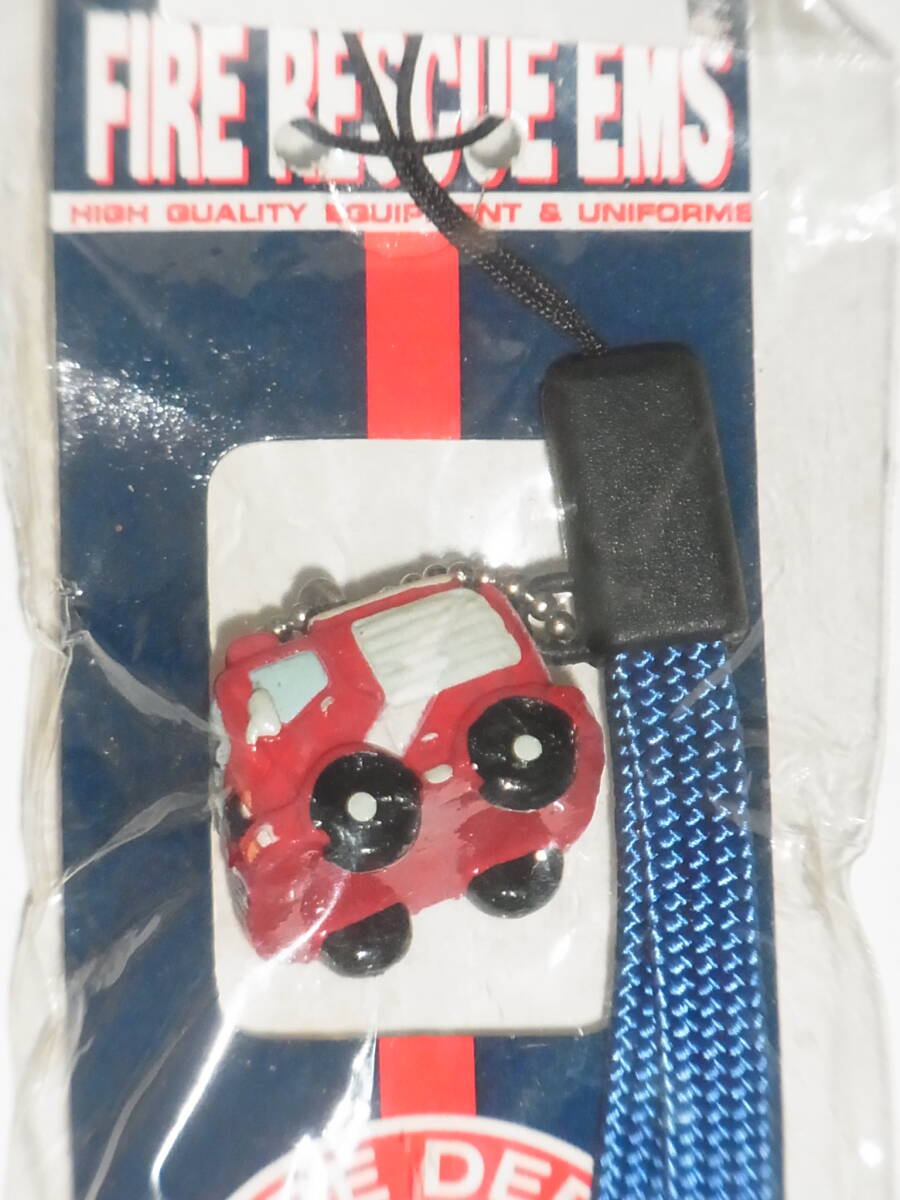 FIRE RESCUE EMS
HIGH QUALITY EQUIPMENT & UNIFORMS